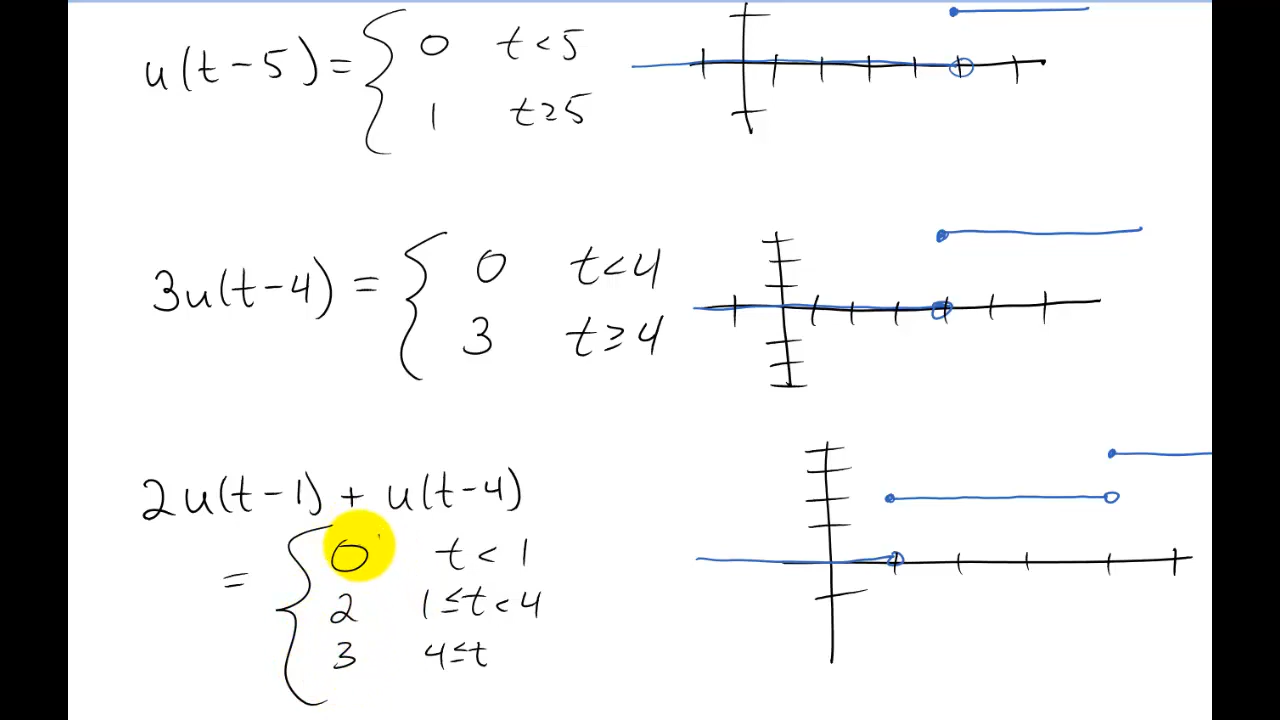 u(t-5) = { 0 t<5
1 t≥5
3u(t-4) = { 0 t<4
3 t≥4
2u(t-1) + u(t-4)
= { 0 t < 1
2 1≤t<4
3 4≤t